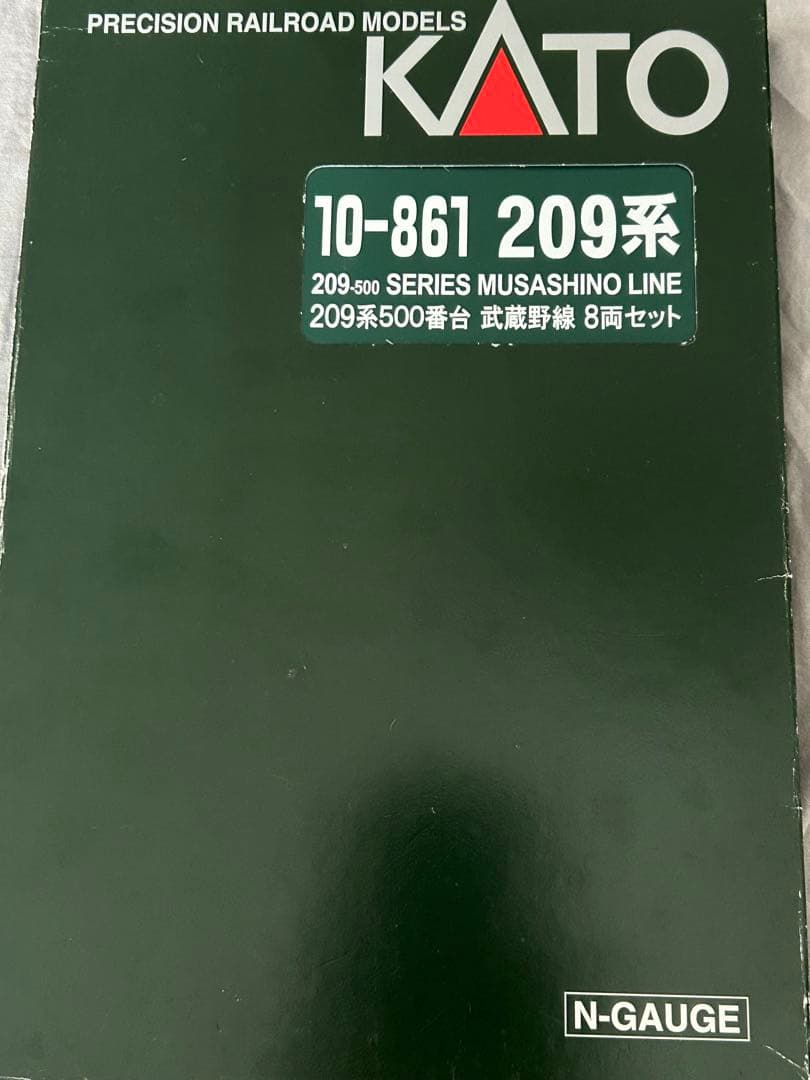 PRECISION RAILROAD MODELS
KATO
10-861 209系
209-500 SERIES MUSASHINO LINE
209系500番台 武蔵野線 8両セット
N-GAUGE